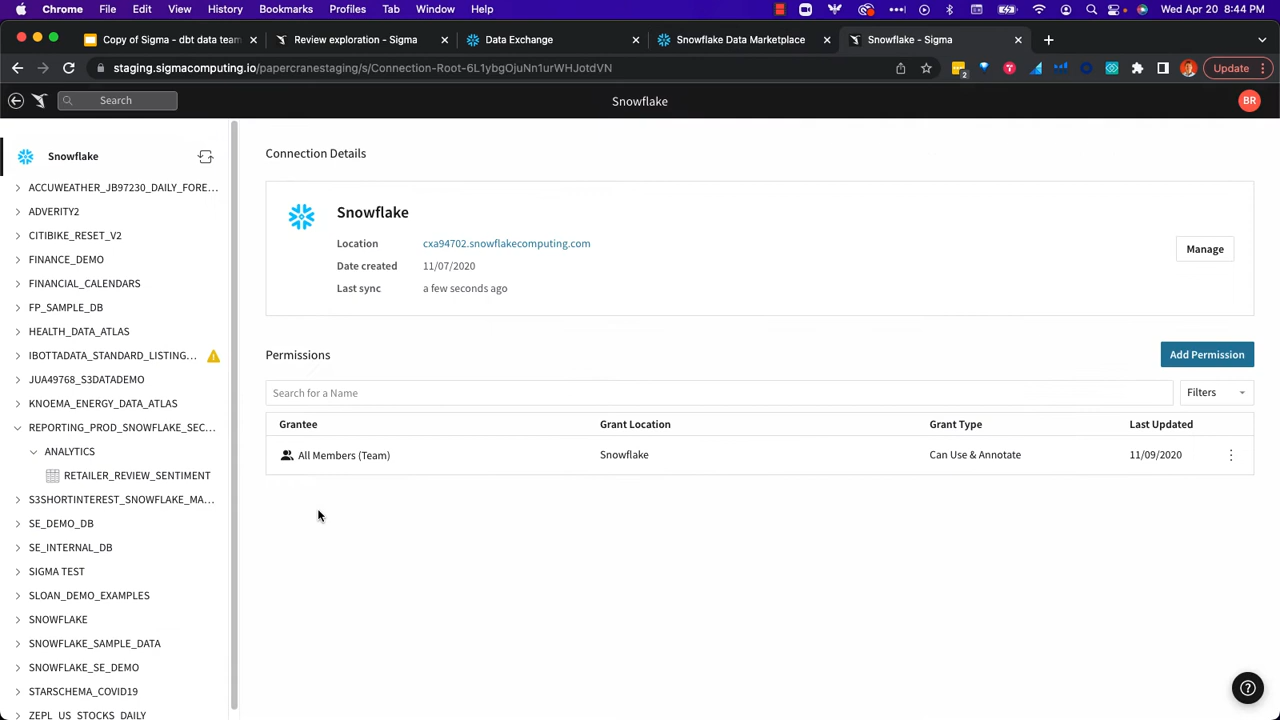 Chrome File Edit View History Bookmarks Profiles Tab Window Help Wed Apr 20 8:44 PM
Copy of Sigma - dbt data team Review exploration - Sigma Data Exchange Snowflake Data Marketplace Snowflake - Sigma
staging.sigmacomputing.io/papercranestaging/s/Connection-Root-6L1ybgOjuNn1urWHJotdVN 2 Update
Search Snowflake BR
Snowflake
ACCUWEATHER_JB97230_DAILY_FORE...
ADVERITY2
CITIBIKE_RESET_V2
FINANCE_DEMO
FINANCIAL_CALENDARS
FP_SAMPLE_DB
HEALTH_DATA_ATLAS
IBOTTADATA_STANDARD_LISTING...
JUA49768_S3DATADEMO
KNOEMA_ENERGY_DATA_ATLAS
REPORTING_PROD_SNOWFLAKE_SEC...
ANALYTICS
RETAILER_REVIEW_SENTIMENT
S3SHORTINTEREST_SNOWFLAKE_MA...
SE_DEMO_DB
SE_INTERNAL_DB
SIGMA TEST
SLOAN_DEMO_EXAMPLES
SNOWFLAKE
SNOWFLAKE_SAMPLE_DATA
SNOWFLAKE_SE_DEMO
STARSCHEMA_COVID19
ZEPL_US_STOCKS_DAILY
Connection Details
Snowflake
Location cxa94702.snowflakecomputing.com
Date created 11/07/2020
Last sync a few seconds ago
Manage
Permissions
Add Permission
Search for a Name Filters
Grantee Grant Location Grant Type Last Updated
All Members (Team) Snowflake Can Use & Annotate 11/09/2020